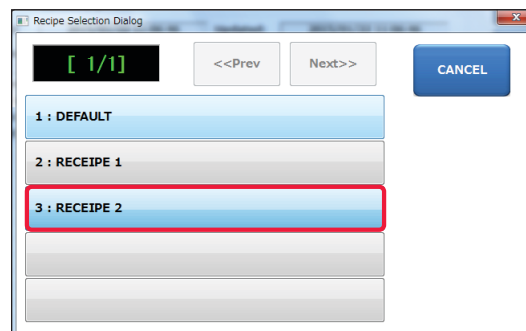 Recipe Selection Dialog
[ 1/1]
<<Prev
Next>>
CANCEL
1 : DEFAULT
2 : RECEIPE 1
3 : RECEIPE 2